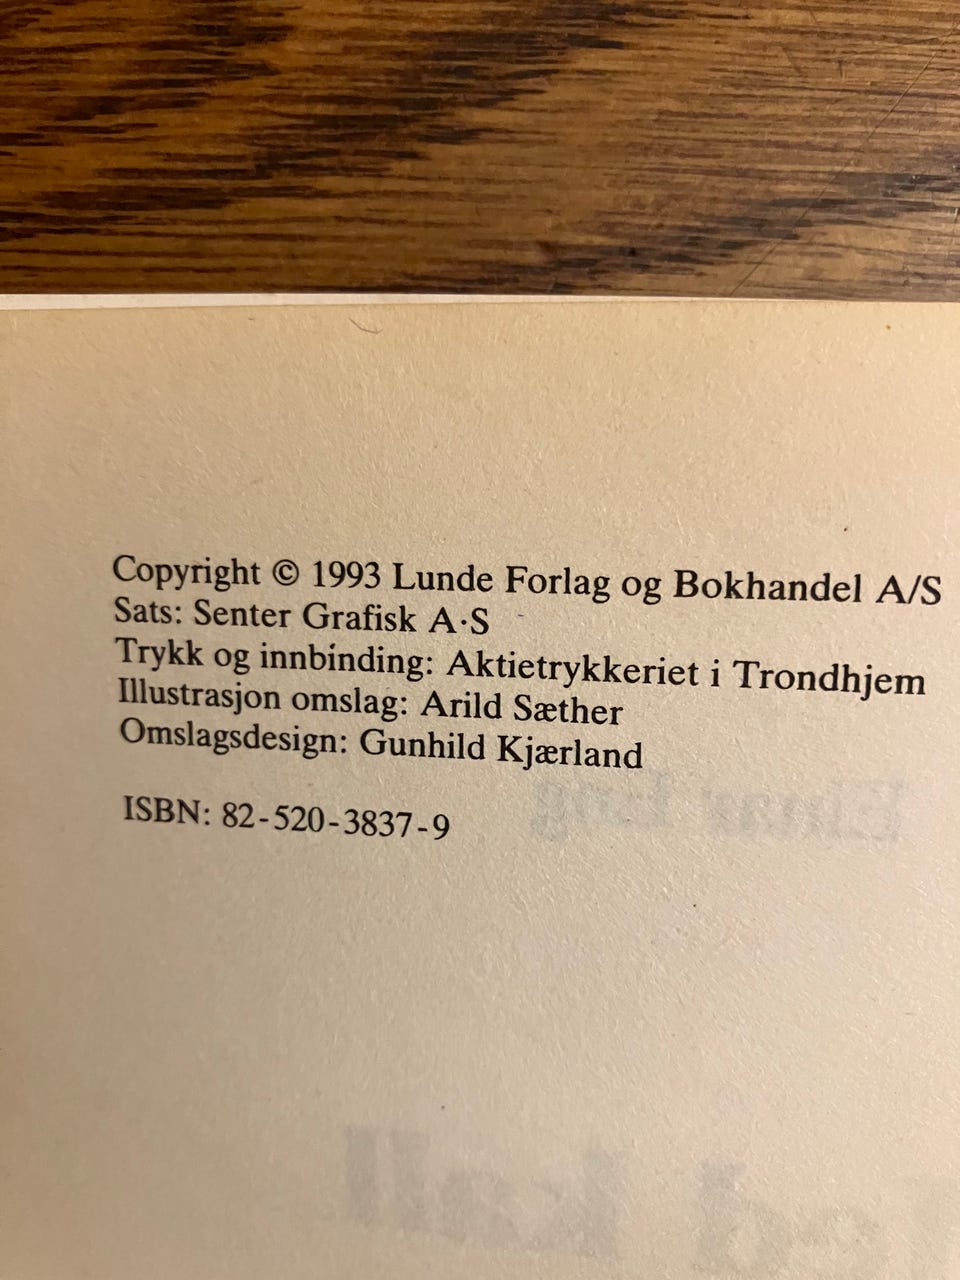 Copyright © 1993 Lunde Forlag og Bokhandel A/S
Sats: Senter Grafisk A·S
Trykk og innbinding: Aktietrykkeriet i Trondhjem
Illustrasjon omslag: Arild Sæther
Omslagsdesign: Gunhild Kjærland
ISBN: 82-520-3837-9